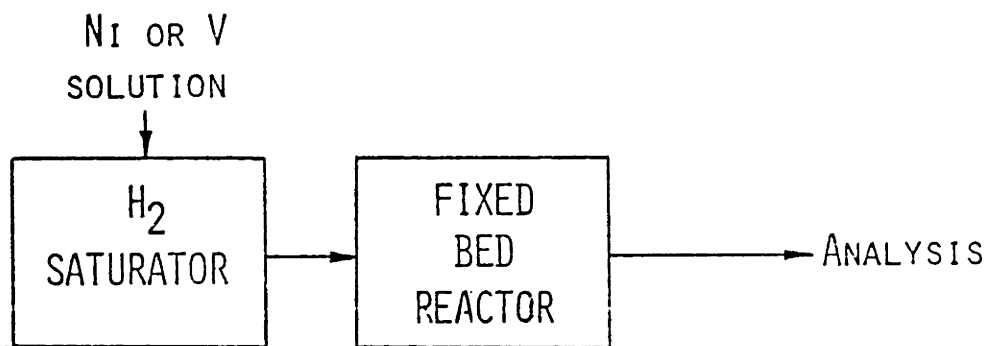 NI OR V
SOLUTION
H2
SATURATOR
FIXED
BED
REACTOR
ANALYSIS